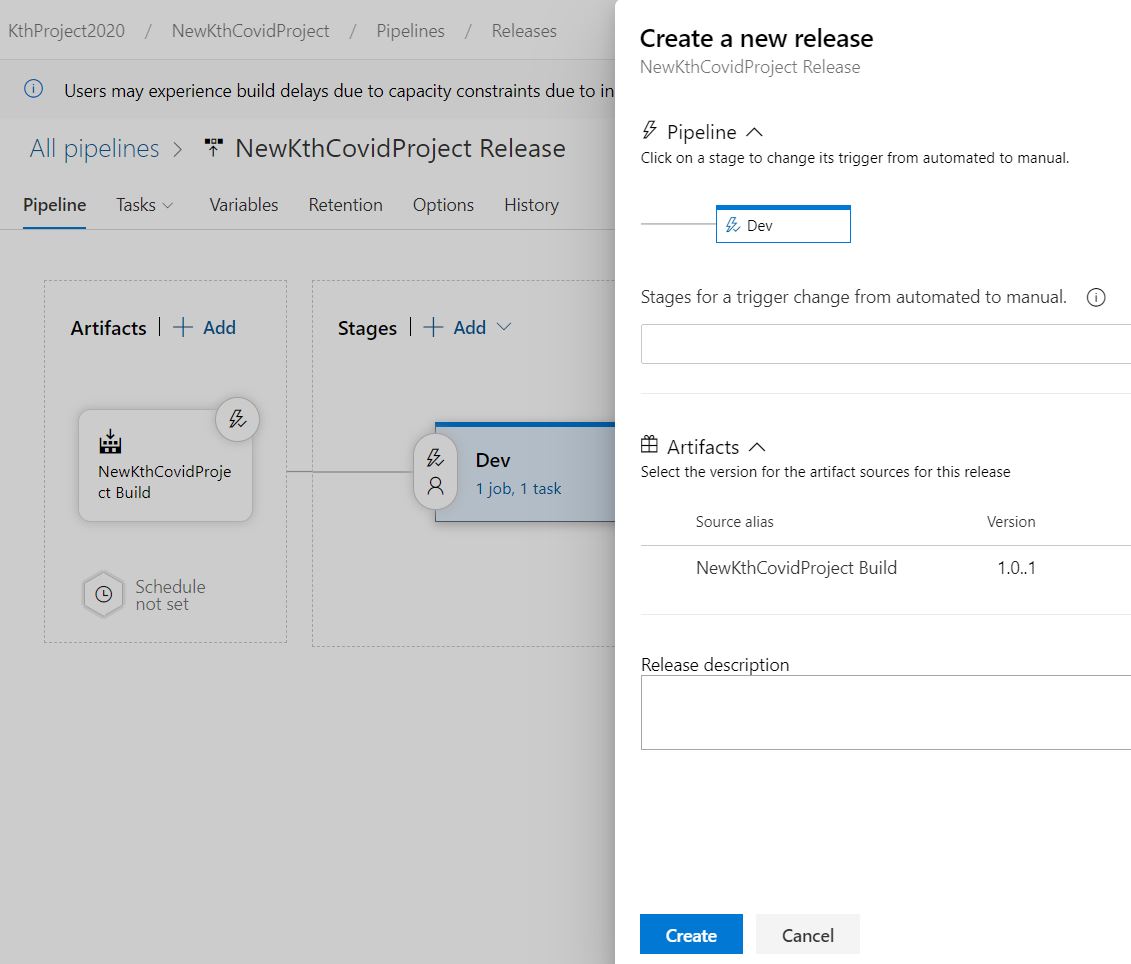 KthProject2020 / NewKthCovidProject / Pipelines / Releases
Users may experience build delays due to capacity constraints due to in
All pipelines > NewKthCovidProject Release
Pipeline Tasks Variables Retention Options History
Artifacts | + Add
Stages | + Add
NewKthCovidProje
ct Build
Dev
1 job, 1 task
Schedule
not set
Create a new release
NewKthCovidProject Release
Pipeline
Click on a stage to change its trigger from automated to manual.
Dev
Stages for a trigger change from automated to manual.
Artifacts
Select the version for the artifact sources for this release
Source alias Version
NewKthCovidProject Build 1.0..1
Release description
Create Cancel